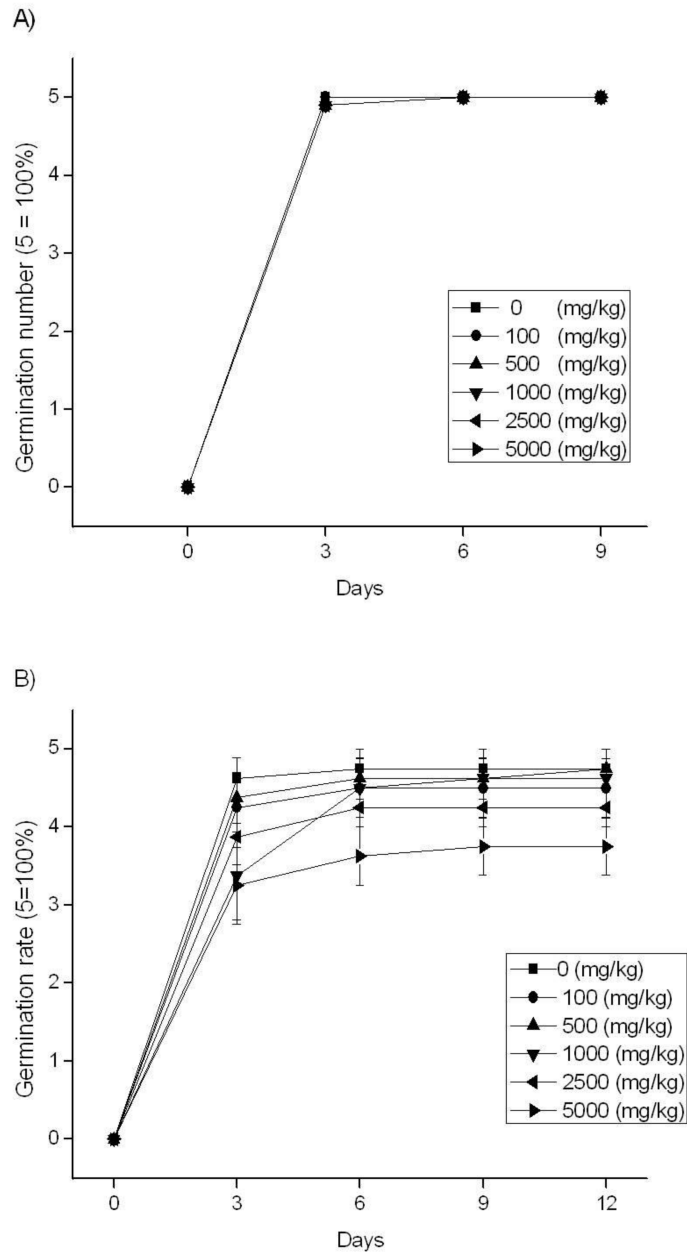 A)
5
4
3
2
1
0
Germination number (5 = 100%)
0 (mg/kg)
100 (mg/kg)
500 (mg/kg)
1000 (mg/kg)
2500 (mg/kg)
5000 (mg/kg)
0 3 6 9
Days
B)
5
4
3
2
1
0
Germination rate (5=100%)
0 (mg/kg)
100 (mg/kg)
500 (mg/kg)
1000 (mg/kg)
2500 (mg/kg)
5000 (mg/kg)
0 3 6 9 12
Days